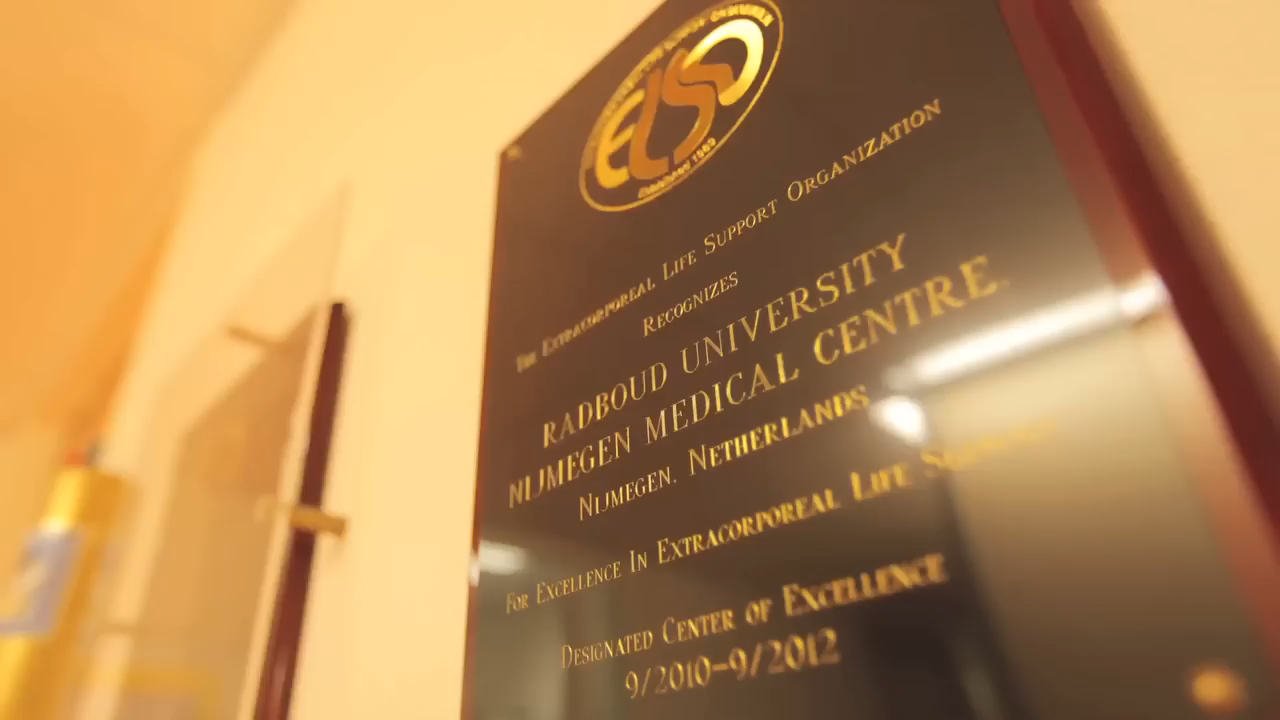 ELSO
THE EXTRACORPOREAL LIFE SUPPORT ORGANIZATION
RECOGNIZES
RADBOUD UNIVERSITY
NIJMEGEN MEDICAL CENTRE.
NIJMEGEN, NETHERLANDS
FOR EXCELLENCE IN EXTRACORPOREAL LIFE SUPPORT
DESIGNATED CENTER OF EXCELLENCE
9/2010-9/2012